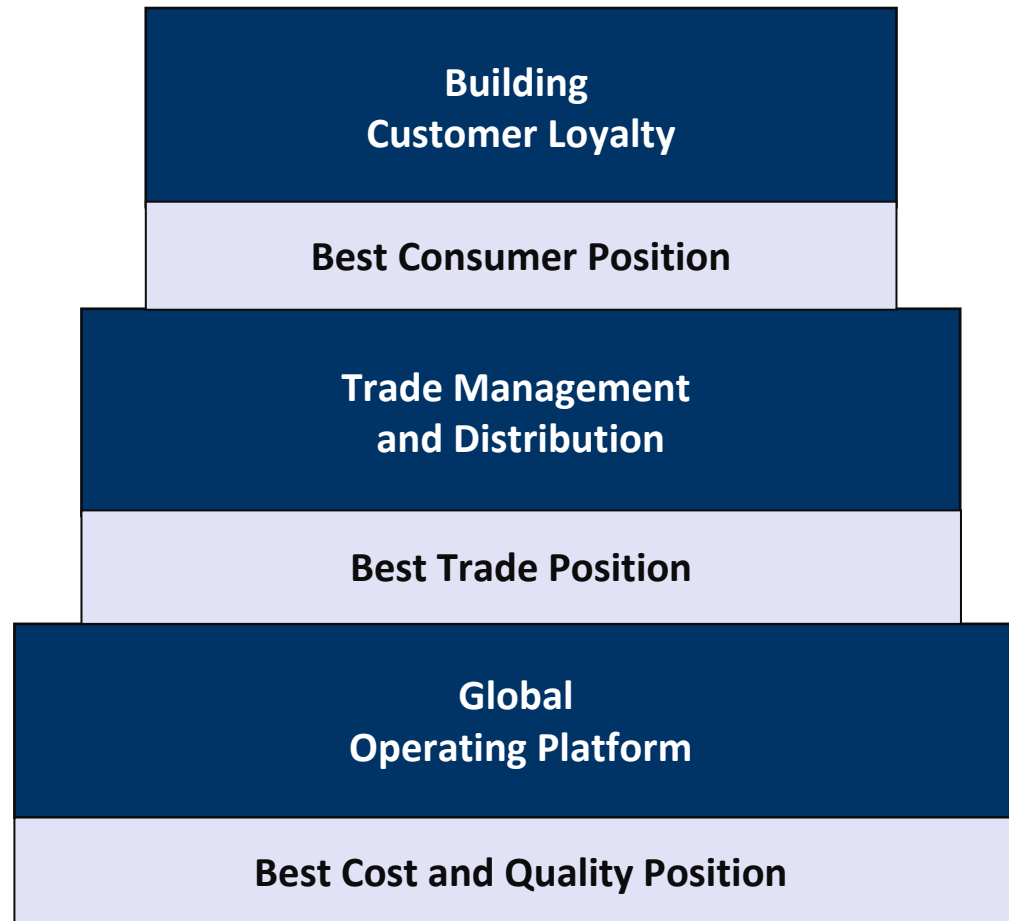 Building
Customer Loyalty
Best Consumer Position
Trade Management
and Distribution
Best Trade Position
Global
Operating Platform
Best Cost and Quality Position